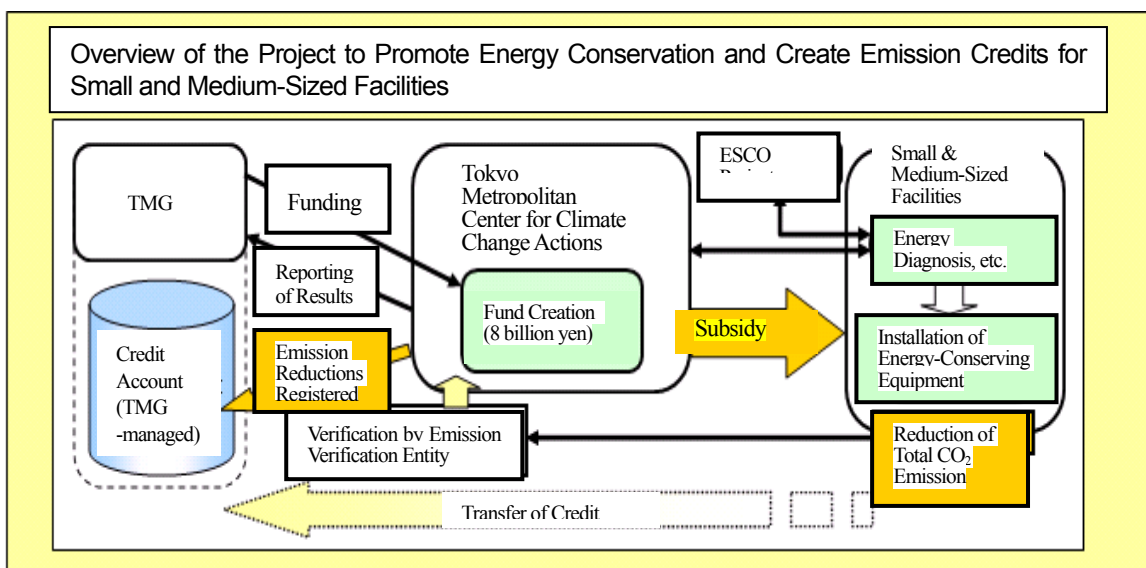 Overview of the Project to Promote Energy Conservation and Create Emission Credits for
Small and Medium-Sized Facilities
TMG
Funding
Reporting
of Results
Credit
Account
(TMG
-managed)
Emission
Reductions
Registered
Tokyo
Metropolitan
Center for Climate
Change Actions
Fund Creation
(8 billion yen)
Verification by Emission
Verification Entity
Subsidy
ESCO
Small &
Medium-Sized
Facilities
Energy
Diagnosis, etc.
Installation of
Energy-Conserving
Equipment
Reduction of
Total CO₂
Emission
Transfer of Credit